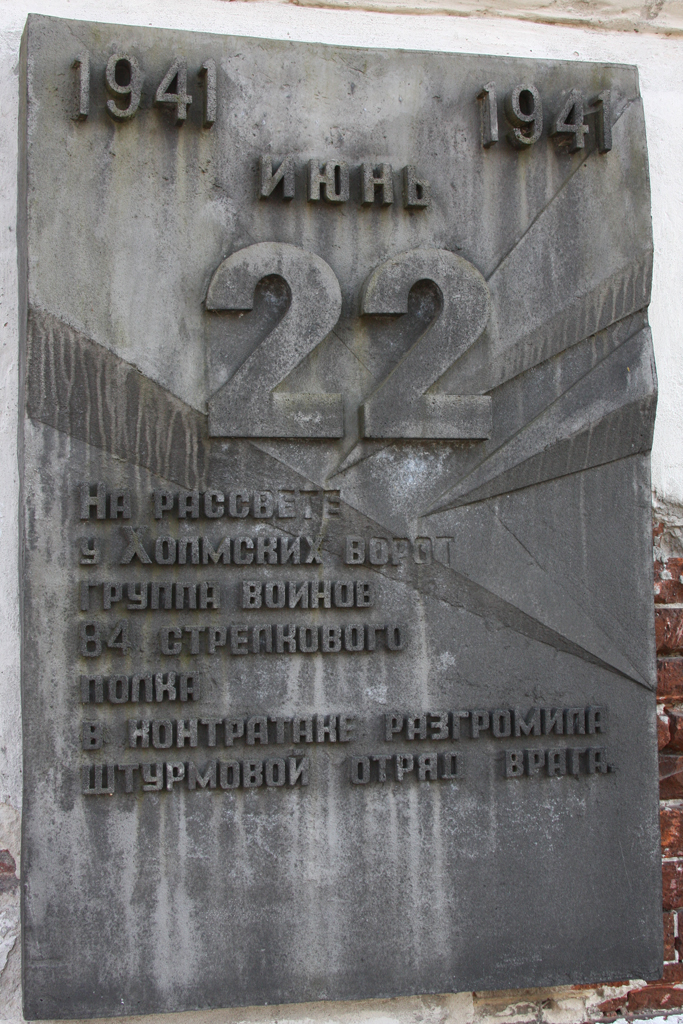 1941 1941
ИЮНЬ
22
НА РАССВЕТЕ
У ХОЛМСКИХ ВОРОТ
ГРУППА ВОИНОВ
84 СТРЕЛКОВОГО
ПОЛКА
В КОНТРАТАКЕ РАЗГРОМИЛА
ШТУРМОВОЙ ОТРЯД ВРАГА.